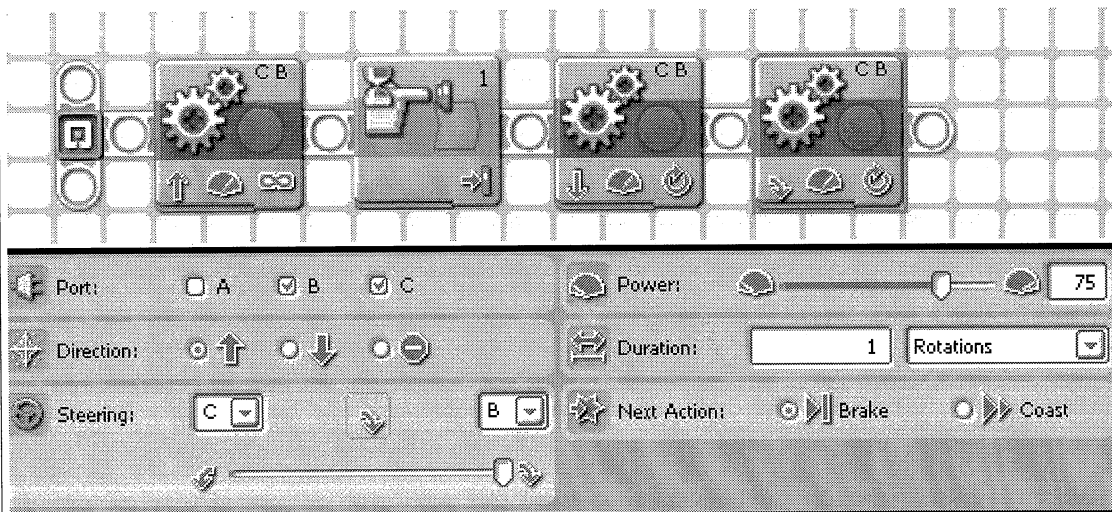 C B
1
C B
C B
Port: A B C
Power: 75
Direction:
Duration: 1 Rotations
Steering: C B
Next Action: Brake Coast